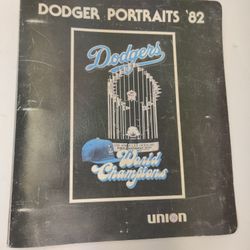 DODGER PORTRAITS '82
Dodgers
World
Champions
union